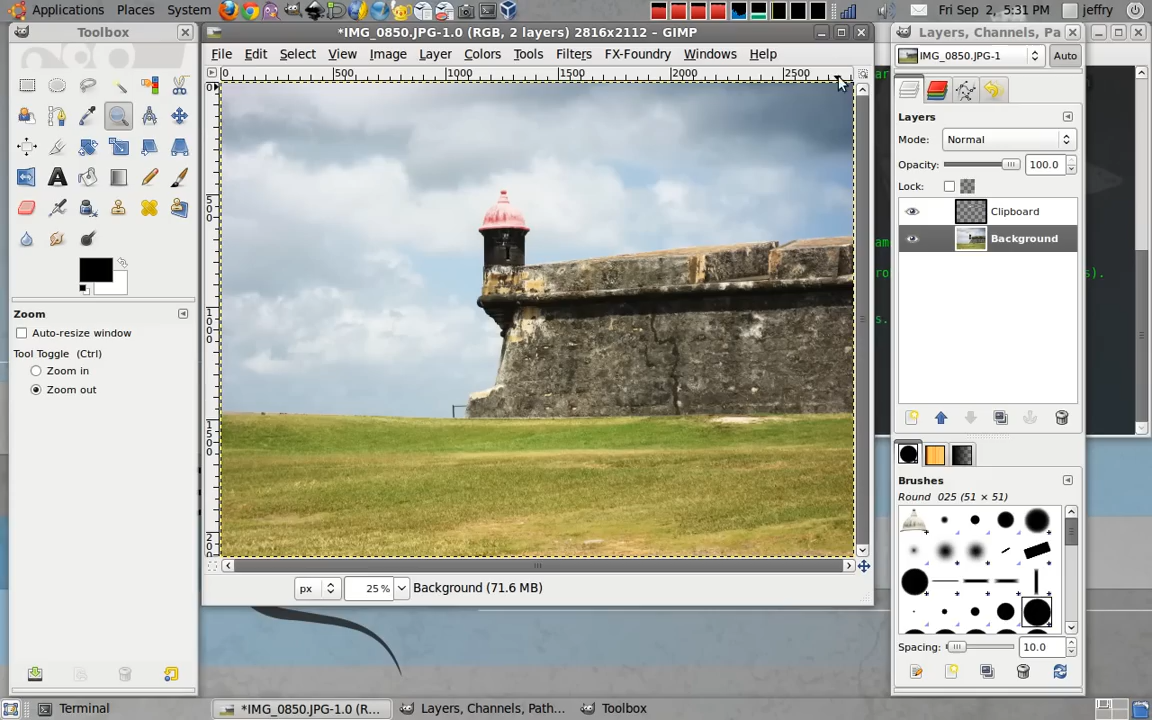 Applications Places System
Fri Sep 2, 5:31 PM jeffry
Toolbox
*IMG_0850.JPG-1.0 (RGB, 2 layers) 2816x2112 – GIMP
Layers, Channels, Pa
File Edit Select View Image Layer Colors Tools Filters FX-Foundry Windows Help
IMG_0850.JPG-1 Auto
0 500 1000 1500 2000 2500
Layers
Mode: Normal
Opacity: 100.0
Lock:
Clipboard
Background
Zoom
Auto-resize window
Tool Toggle (Ctrl)
Zoom in
Zoom out
Brushes
Round 025 (51 × 51)
Spacing: 10.0
px 25 % Background (71.6 MB)
Terminal *IMG_0850.JPG-1.0 (R... Layers, Channels, Path... Toolbox